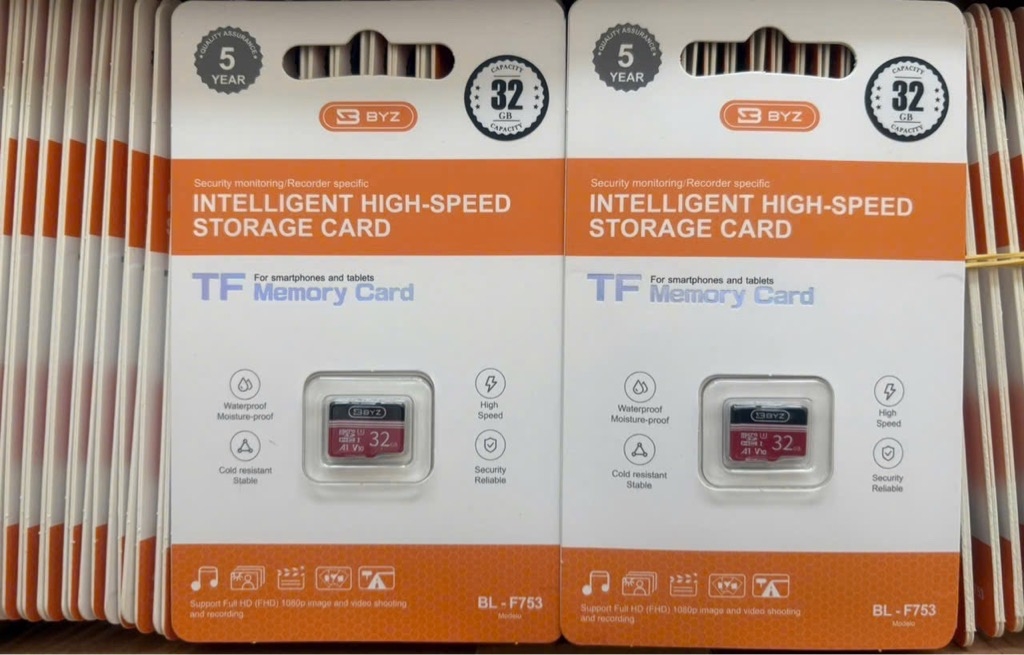 QUALITY ASSURANCE
5
YEAR
CAPACITY
32
GB
CAPACITY
BYZ
Security monitoring/Recorder specific
INTELLIGENT HIGH-SPEED
STORAGE CARD
TF
For smartphones and tablets
Memory Card
Waterproof
Moisture-proof
High
Speed
BYZ
32
A1 V10
Cold resistant
Stable
Security
Reliable
Support Full HD (FHD) 1080p image and video shooting
and recording
BL - F753
Modelo
QUALITY ASSURANCE
5
YEAR
CAPACITY
32
GB
CAPACITY
BYZ
Security monitoring/Recorder specific
INTELLIGENT HIGH-SPEED
STORAGE CARD
TF
For smartphones and tablets
Memory Card
Waterproof
Moisture-proof
High
Speed
BYZ
32
A1 V10
Cold resistant
Stable
Security
Reliable
Support Full HD (FHD) 1080p image and video shooting
and recording
BL - F753
Modelo